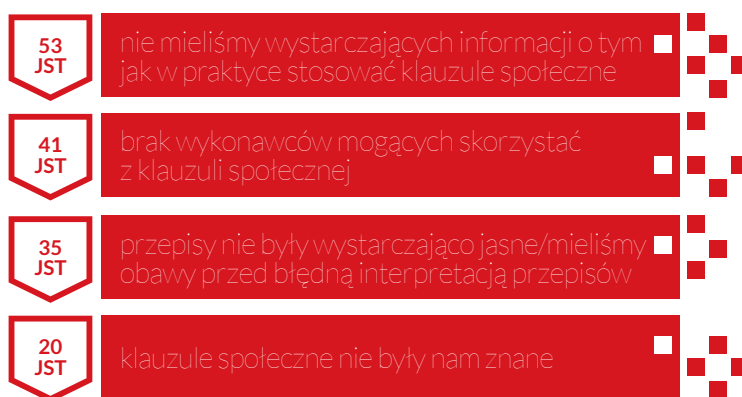 53
JST
nie mieliśmy wystarczających informacji o tym
jak w praktyce stosować klauzule społeczne
41
JST
brak wykonawców mogących skorzystać
z klauzuli społecznej
35
JST
przepisy nie były wystarczająco jasne/mieliśmy
obawy przed błędną interpretacją przepisów
20
JST
klauzule społeczne nie były nam znane